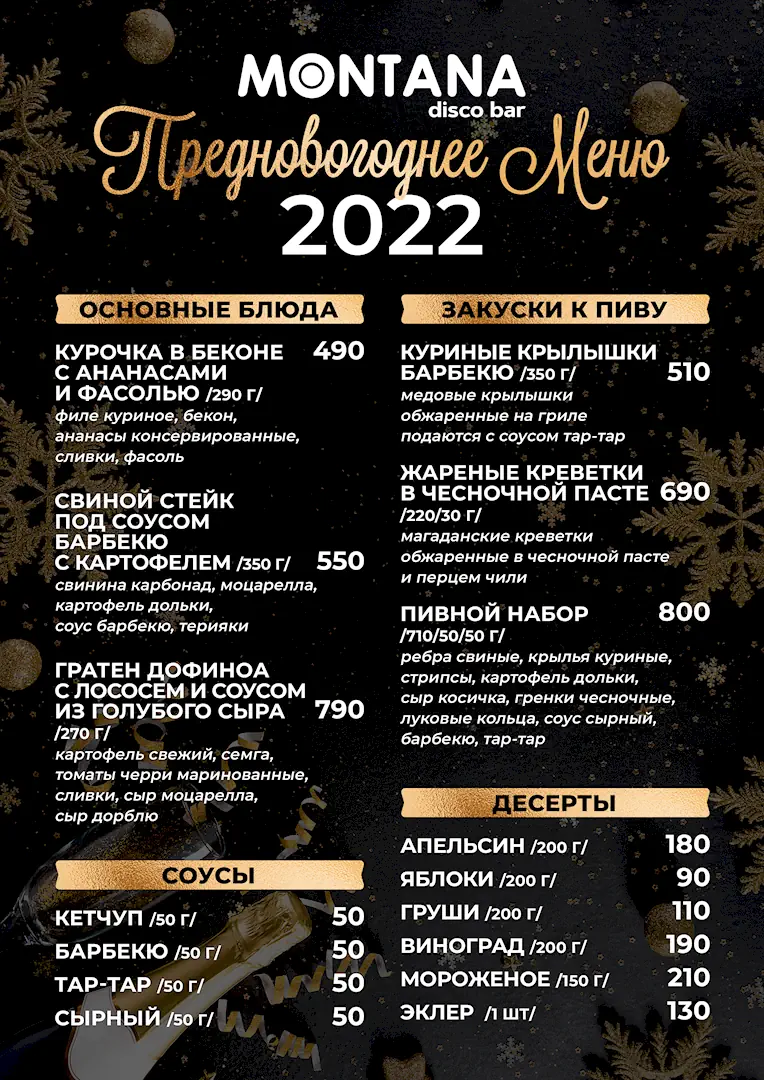 MONTANA
disco bar
Предновогоднее Меню
2022
ОСНОВНЫЕ БЛЮДА
КУРОЧКА В БЕКОНЕ 490
С АНАНАСАМИ
И ФАСОЛЬЮ /290 Г/
филе куриное, бекон,
ананасы консервированные,
сливки, фасоль
СВИНОЙ СТЕЙК
ПОД СОУСОМ
БАРБЕКЮ
С КАРТОФЕЛЕМ /350 Г/ 550
свинина карбонад, моцарелла,
картофель дольки,
соус барбекю, терияки
ГРАТЕН ДОФИНОА
С ЛОСОСЕМ И СОУСОМ
ИЗ ГОЛУБОГО СЫРА 790
/270 Г/
картофель свежий, семга,
томаты черри маринованные,
сливки, сыр моцарелла,
сыр дорблю
СОУСЫ
КЕТЧУП /50 Г/ 50
БАРБЕКЮ /50 Г/ 50
ТАР-ТАР /50 Г/ 50
СЫРНЫЙ /50 Г/ 50
ЗАКУСКИ К ПИВУ
КУРИНЫЕ КРЫЛЫШКИ
БАРБЕКЮ /350 Г/ 510
медовые крылышки
обжаренные на гриле
подаются с соусом тар-тар
ЖАРЕНЫЕ КРЕВЕТКИ
В ЧЕСНОЧНОЙ ПАСТЕ 690
/220/30 Г/
магаданские креветки
обжаренные в чесночной пасте
и перцем чили
ПИВНОЙ НАБОР 800
/710/50/50 Г/
ребра свиные, крылья куриные,
стрипсы, картофель дольки,
сыр косичка, гренки чесночные,
луковые кольца, соус сырный,
барбекю, тар-тар
ДЕСЕРТЫ
АПЕЛЬСИН /200 Г/ 180
ЯБЛОКИ /200 Г/ 90
ГРУШИ /200 Г/ 110
ВИНОГРАД /200 Г/ 190
МОРОЖЕНОЕ /150 Г/ 210
ЭКЛЕР /1 ШТ/ 130